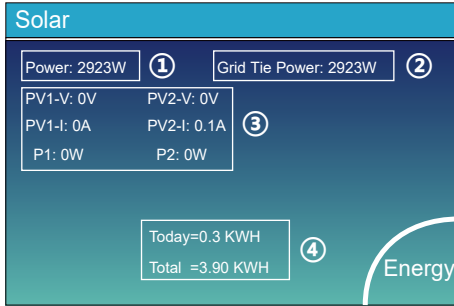 Solar
Power: 2923W ① Grid Tie Power: 2923W ②
PV1-V: 0V PV2-V: 0V
PV1-I: 0A PV2-I: 0.1A ③
P1: 0W P2: 0W
Today=0.3 KWH
④
Total =3.90 KWH
Energy